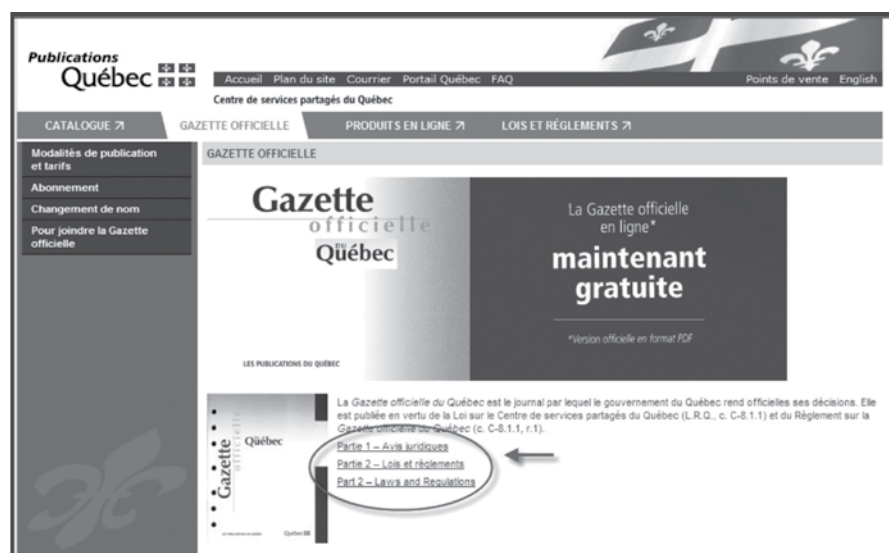 Publications
Québec
Accueil Plan du site Courrier Portail Québec FAQ
Points de vente English
Centre de services partagés du Québec
CATALOGUE
GAZETTE OFFICIELLE
PRODUITS EN LIGNE
LOIS ET RÉGLEMENTS
Modalités de publication
et tarifs
Abonnement
Changement de nom
Pour joindre la Gazette
officielle
GAZETTE OFFICIELLE
Gazette
officielle
DU
Québec
LES PUBLICATIONS DU QUÉBEC
La Gazette officielle
en ligne*
maintenant
gratuite
*Version officielle en format PDF
Gazette
officielle
Québec
Québec
La Gazette officielle du Québec est le journal par lequel le gouvernement du Québec rend officielles ses décisions. Elle
est publiée en vertu de la Loi sur le Centre de services partagés du Québec (L.R.Q., c. C-8.1.1) et du Règlement sur la
Gazette officielle du Québec (c. C-8.1.1, r.1).
Partie 1 – Avis juridiques
Partie 2 – Lois et règlements
Part 2 – Laws and Regulations